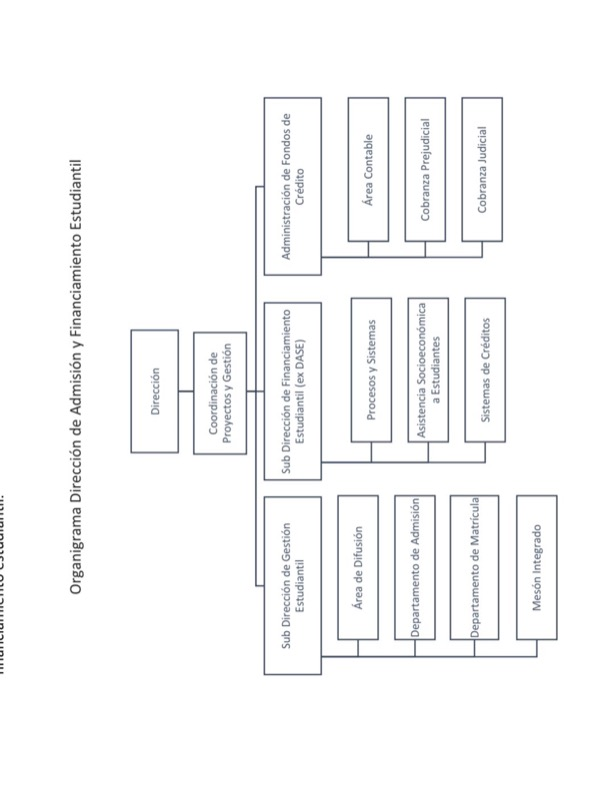 financiamiento estudiantil.
Organigrama Dirección de Admisión y Financiamiento Estudiantil
Dirección
Coordinación de
Proyectos y Gestión
Sub Dirección de Gestión
Estudiantil
Área de Difusión
Departamento de Admisión
Departamento de Matrícula
Mesón Integrado
Sub Dirección de Financiamiento
Estudiantil (ex DASE)
Procesos y Sistemas
Asistencia Socioeconómica
a Estudiantes
Sistemas de Créditos
Administración de Fondos de
Crédito
Área Contable
Cobranza Prejudicial
Cobranza Judicial